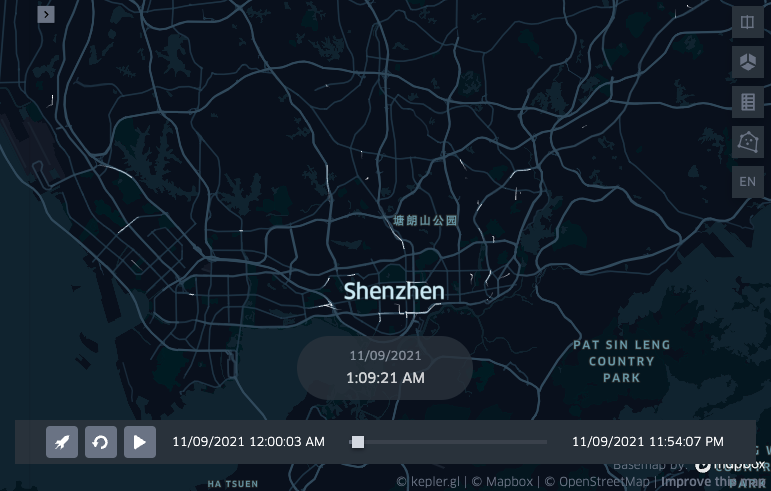 EN
塘朗山公园
Shenzhen
PAT SIN LENG
COUNTRY
PARK
11/09/2021
1:09:21 AM
11/09/2021 12:00:03 AM
11/09/2021 11:54:07 PM
Basemap by:
mapbox
© kepler.gl | © Mapbox | © OpenStreetMap | Improve this map
HA TSUEN
PARK